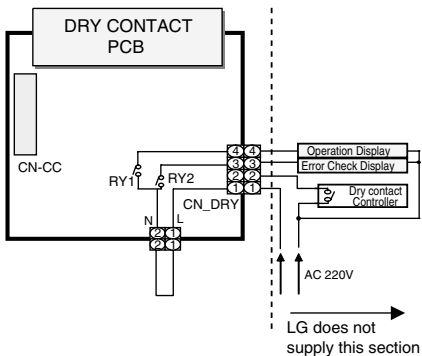 DRY CONTACT
PCB
CN-CC
RY1
RY2
4 4
3 3
2 2
1 1
CN_DRY
N L
2 1
2 1
Operation Display
Error Check Display
Dry contact
Controller
AC 220V
LG does not
supply this section